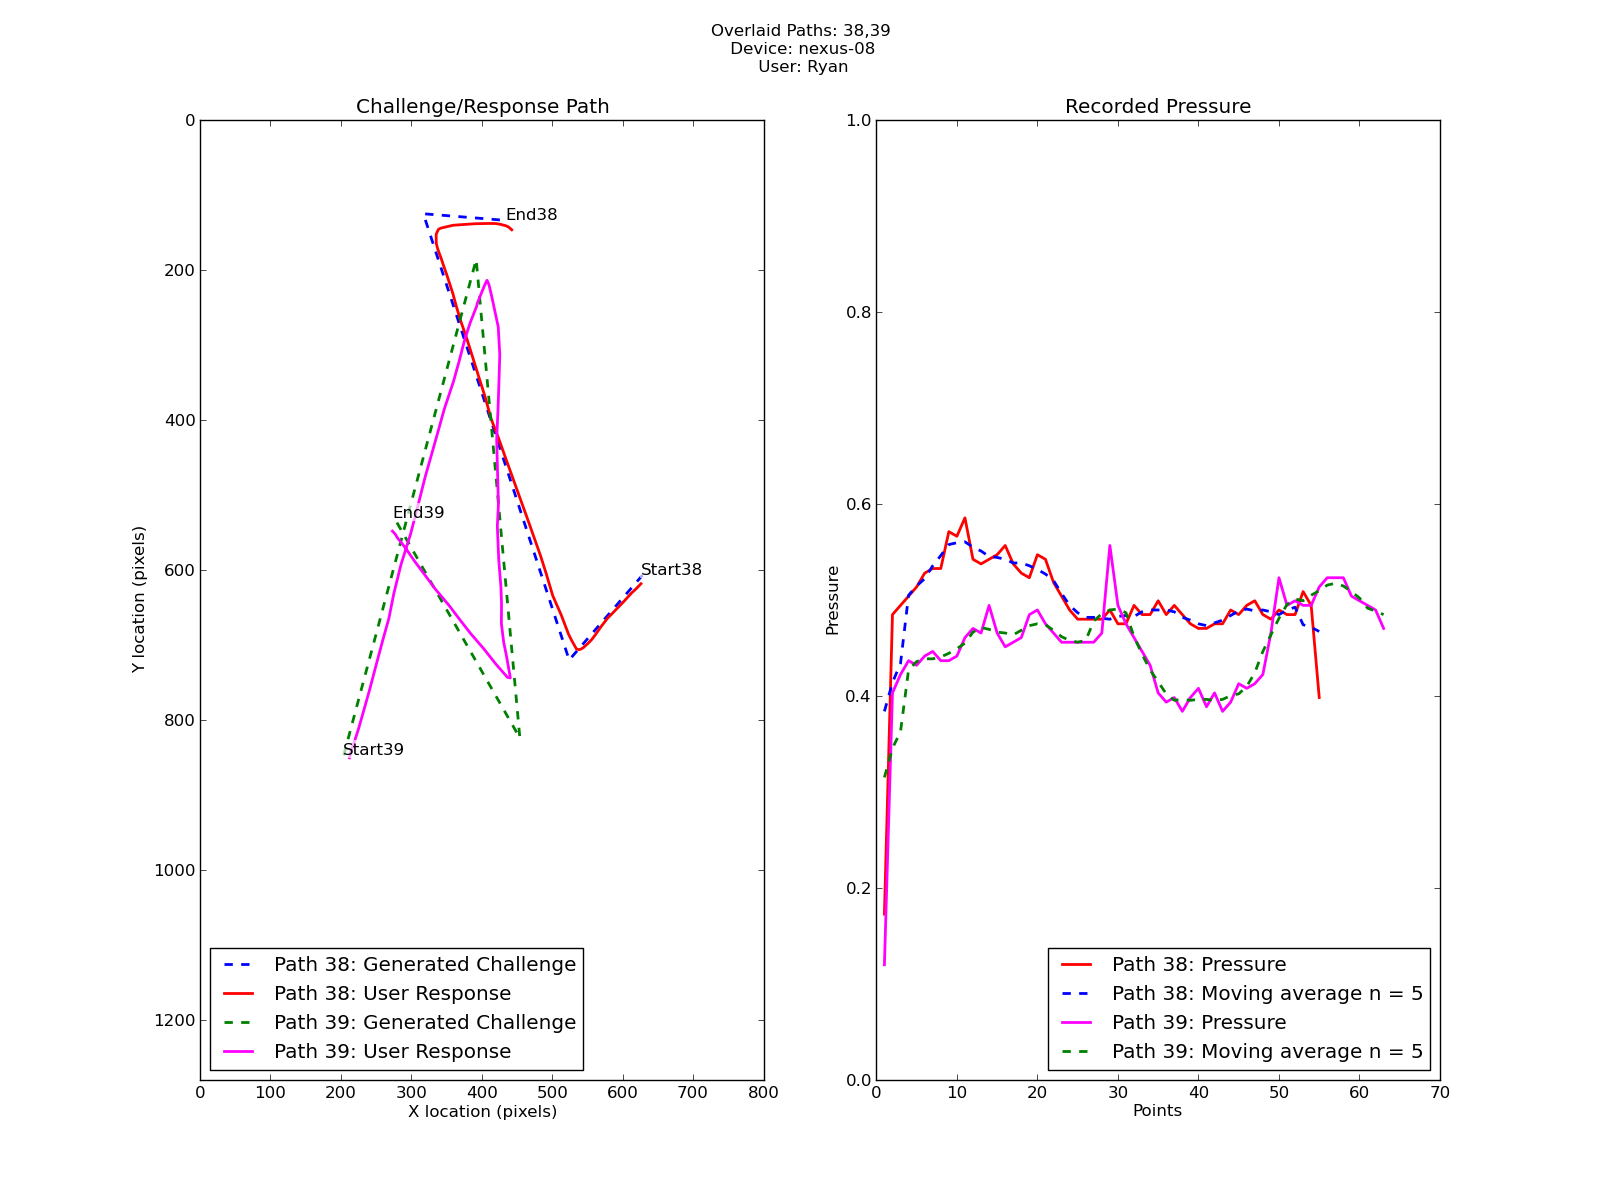 Overlaid Paths: 38,39
Device: nexus-08
User: Ryan
Challenge/Response Path
0
200
400
600
800
1000
1200
Y location (pixels)
End38
End39
Start38
Start39
Path 38: Generated Challenge
Path 38: User Response
Path 39: Generated Challenge
Path 39: User Response
0 100 200 300 400 500 600 700 800
X location (pixels)
Recorded Pressure
1.0
0.8
0.6
0.4
0.2
0.0
Pressure
Path 38: Pressure
Path 38: Moving average n = 5
Path 39: Pressure
Path 39: Moving average n = 5
0 10 20 30 40 50 60 70
Points